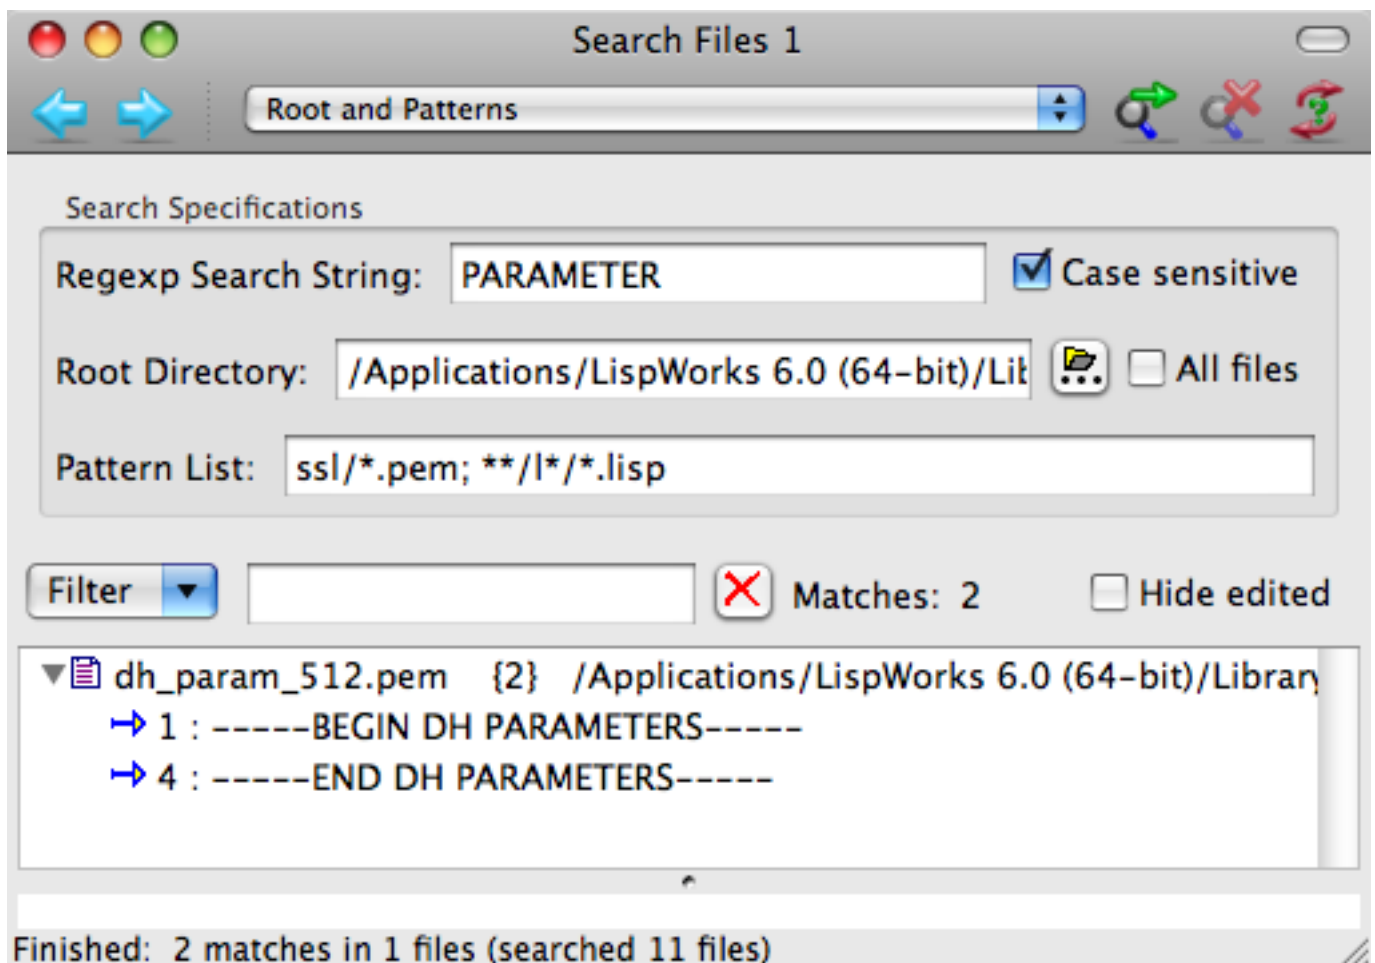 Search Files 1
Root and Patterns
Search Specifications
Regexp Search String: PARAMETER Case sensitive
Root Directory: /Applications/LispWorks 6.0 (64-bit)/Lib All files
Pattern List: ssl/*.pem; **/l*/*.lisp
Filter Matches: 2 Hide edited
dh_param_512.pem {2} /Applications/LispWorks 6.0 (64-bit)/Library
1 : -----BEGIN DH PARAMETERS-----
4 : -----END DH PARAMETERS-----
Finished: 2 matches in 1 files (searched 11 files)